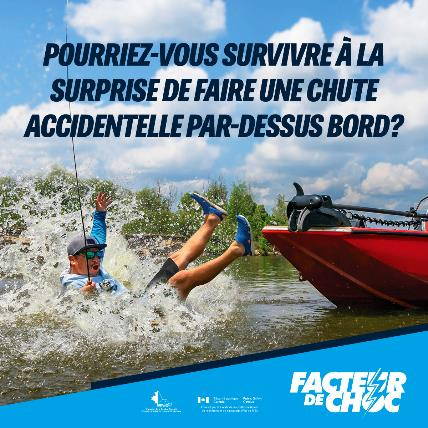 POURRIEZ-VOUS SURVIVRE À LA
SURPRISE DE FAIRE UNE CHUTE
ACCIDENTELLE PAR-DESSUS BORD?
FACTEUR
DE CHOC